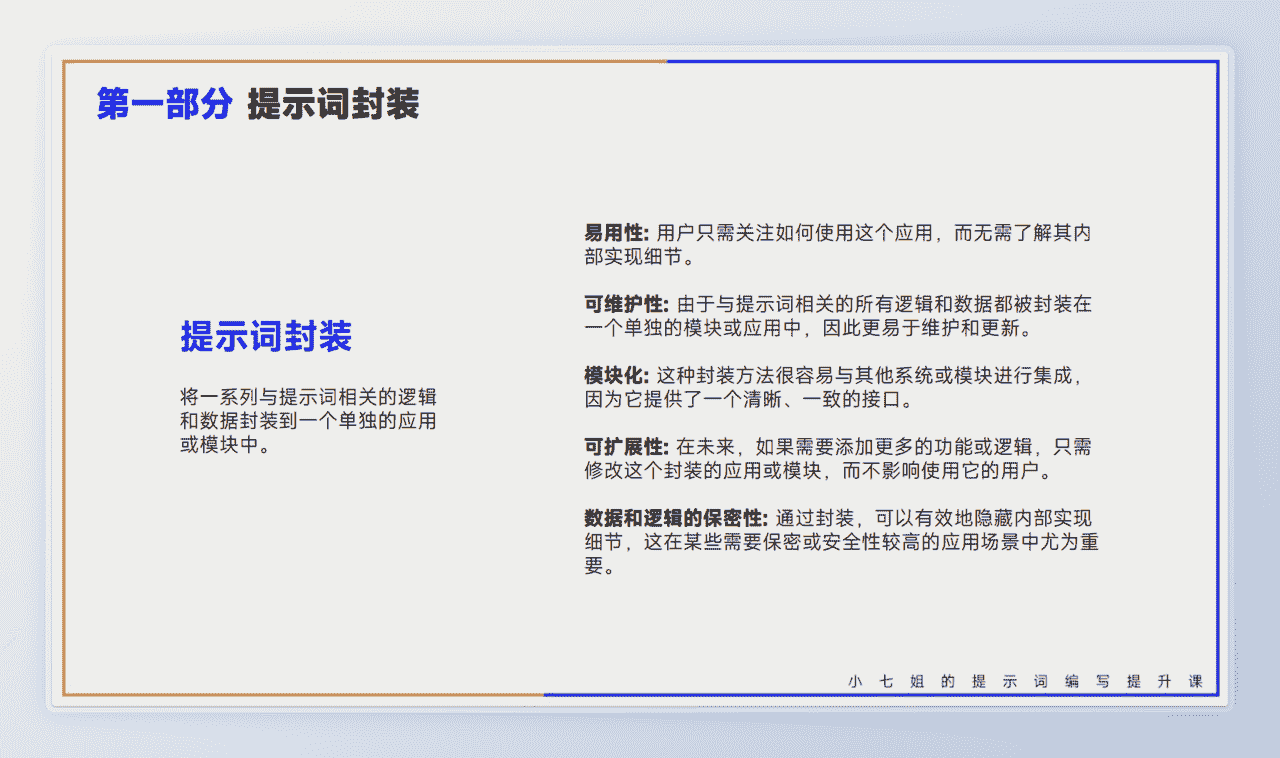 第一部分 提示词封装
提示词封装
将一系列与提示词相关的逻辑
和数据封装到一个单独的应用
或模块中。
易用性: 用户只需关注如何使用这个应用，而无需了解其内
部实现细节。
可维护性: 由于与提示词相关的所有逻辑和数据都被封装在
一个单独的模块或应用中，因此更易于维护和更新。
模块化: 这种封装方法很容易与其他系统或模块进行集成，
因为它提供了一个清晰、一致的接口。
可扩展性: 在未来，如果需要添加更多的功能或逻辑，只需
修改这个封装的应用或模块，而不影响使用它的用户。
数据和逻辑的保密性: 通过封装，可以有效地隐藏内部实现
细节，这在某些需要保密或安全性较高的应用场景中尤为重
要。
小七姐的提示词编写提升课